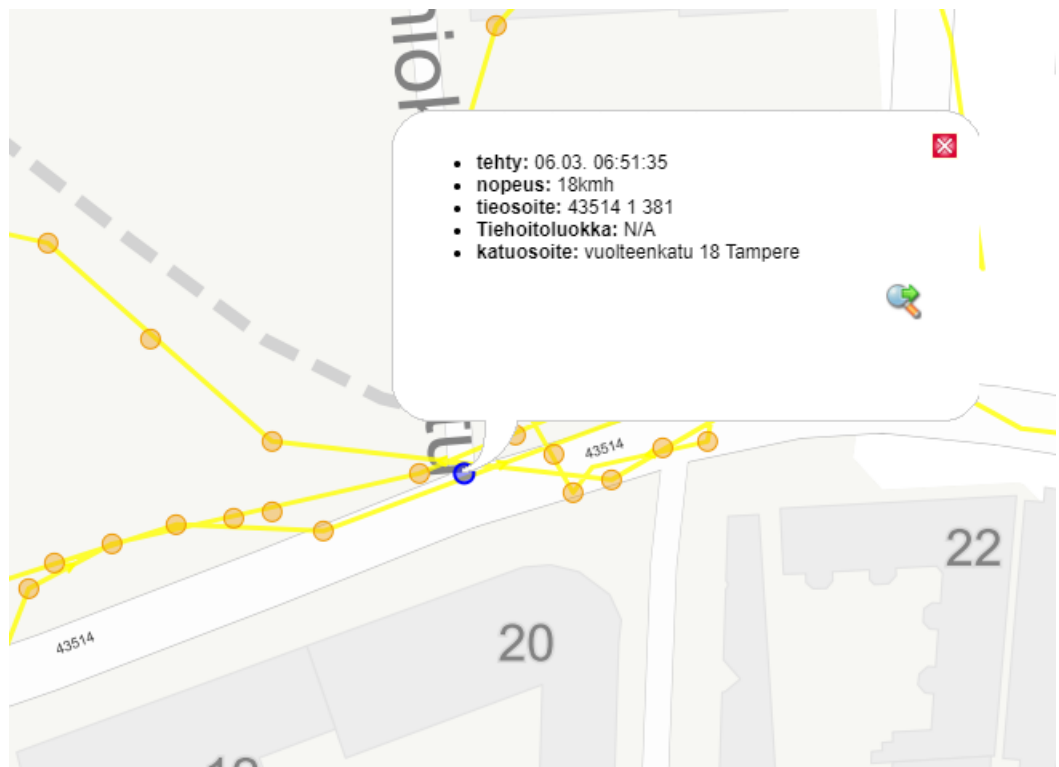 tehty: 06.03. 06:51:35
nopeus: 18kmh
tieosoite: 43514 1 381
Tiehoitoluokka: N/A
katuosoite: vuolteenkatu 18 Tampere
43514
22
43514
20